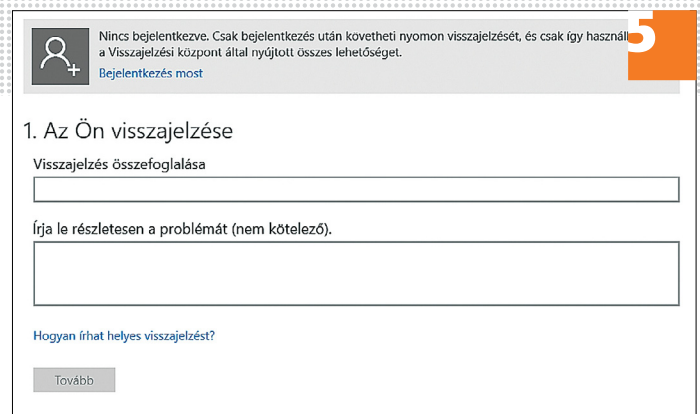 Nincs bejelentkezve. Csak bejelentkezés után követheti nyomon visszajelzését, és csak így használ
a Visszajelzési központ által nyújtott összes lehetőséget.
Bejelentkezés most
5
1. Az Ön visszajelzése
Visszajelzés összefoglalása
Írja le részletesen a problémát (nem kötelező).
Hogyan írhat helyes visszajelzést?
Tovább